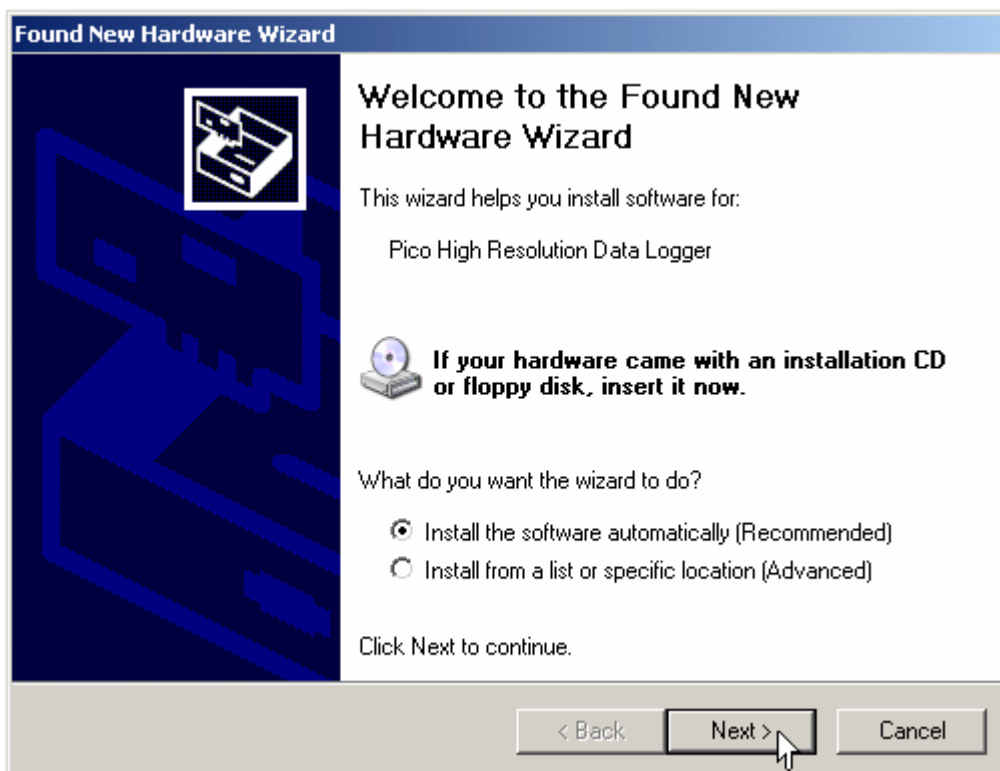 Found New Hardware Wizard
Welcome to the Found New
Hardware Wizard
This wizard helps you install software for:
Pico High Resolution Data Logger
If your hardware came with an installation CD
or floppy disk, insert it now.
What do you want the wizard to do?
Install the software automatically (Recommended)
Install from a list or specific location (Advanced)
Click Next to continue.
< Back Next > Cancel